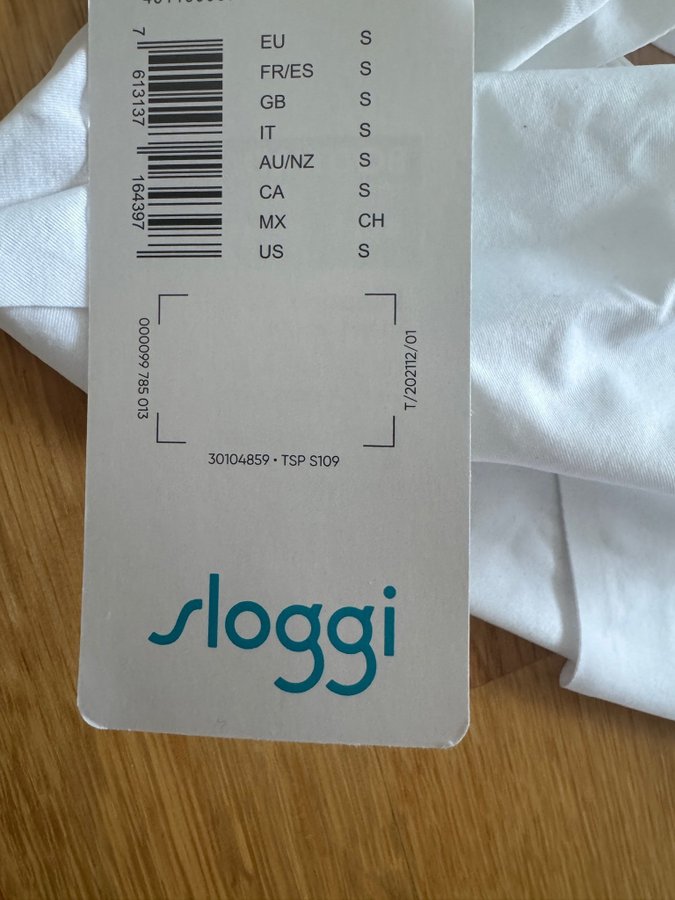 EU S
FR/ES S
GB S
IT S
AU/NZ S
CA S
MX CH
US S
7 613137 164397
000099 785 013
T/202112/01
30104859 • TSP S109
sloggi